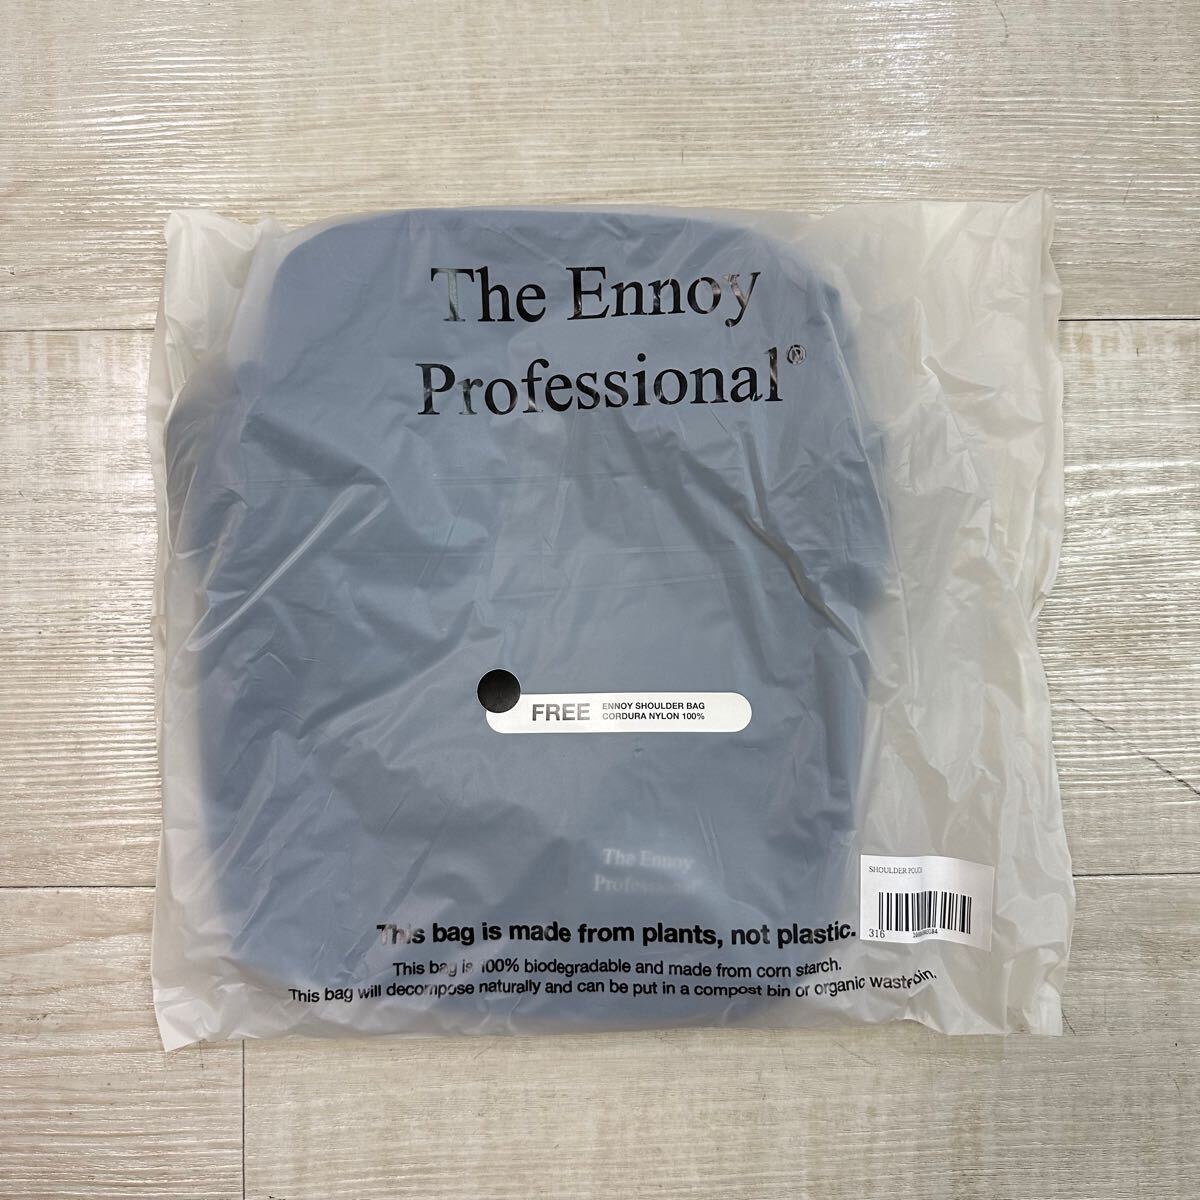 The Ennoy
Professional®
FREE
ENNOY SHOULDER BAG
CORDURA NYLON 100%
The Ennoy
Professional
SHOULDER POUCH
316
This bag is made from plants, not plastic.
This bag is 100% biodegradable and made from corn starch.
This bag will decompose naturally and can be put in a compost bin or organic waste bin.